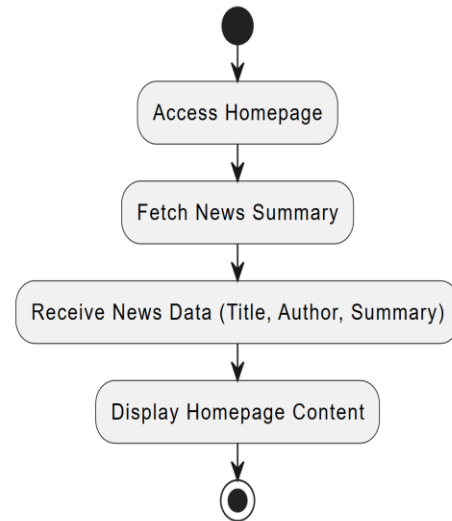 Access Homepage
Fetch News Summary
Receive News Data (Title, Author, Summary)
Display Homepage Content